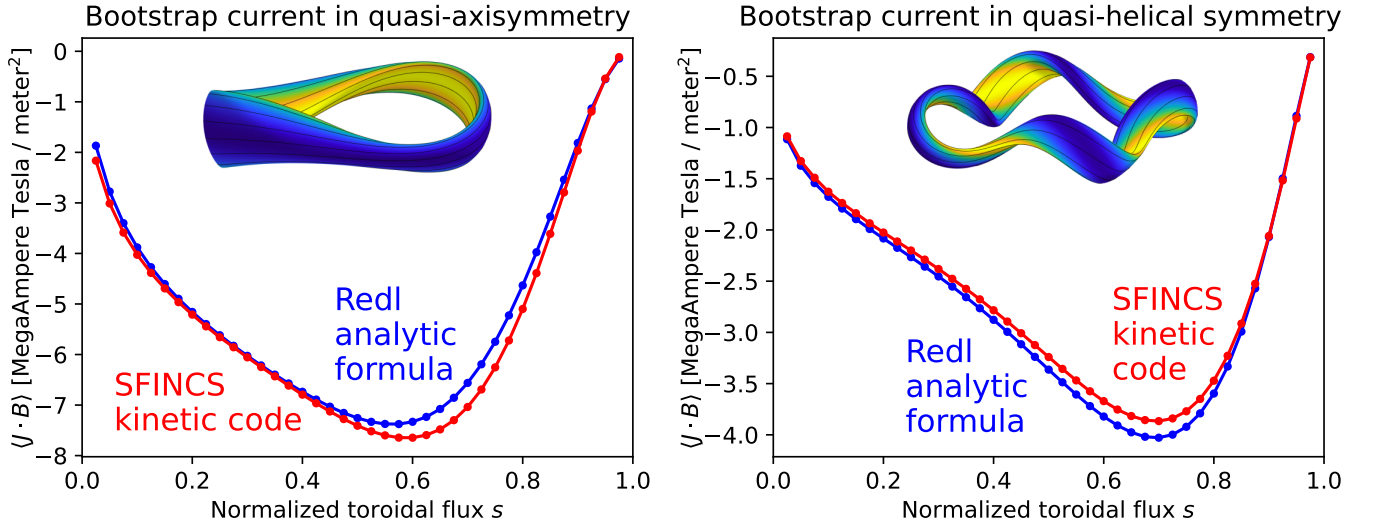 Bootstrap current in quasi-axisymmetry
⟨J · B⟩ [MegaAmpere Tesla / meter²]
0
−1
−2
−3
−4
−5
−6
−7
−8
Redl
analytic
formula
SFINCS
kinetic code
0.0 0.2 0.4 0.6 0.8 1.0
Normalized toroidal flux s
Bootstrap current in quasi-helical symmetry
⟨J · B⟩ [MegaAmpere Tesla / meter²]
−0.5
−1.0
−1.5
−2.0
−2.5
−3.0
−3.5
−4.0
SFINCS
kinetic
code
Redl
analytic
formula
0.0 0.2 0.4 0.6 0.8 1.0
Normalized toroidal flux s